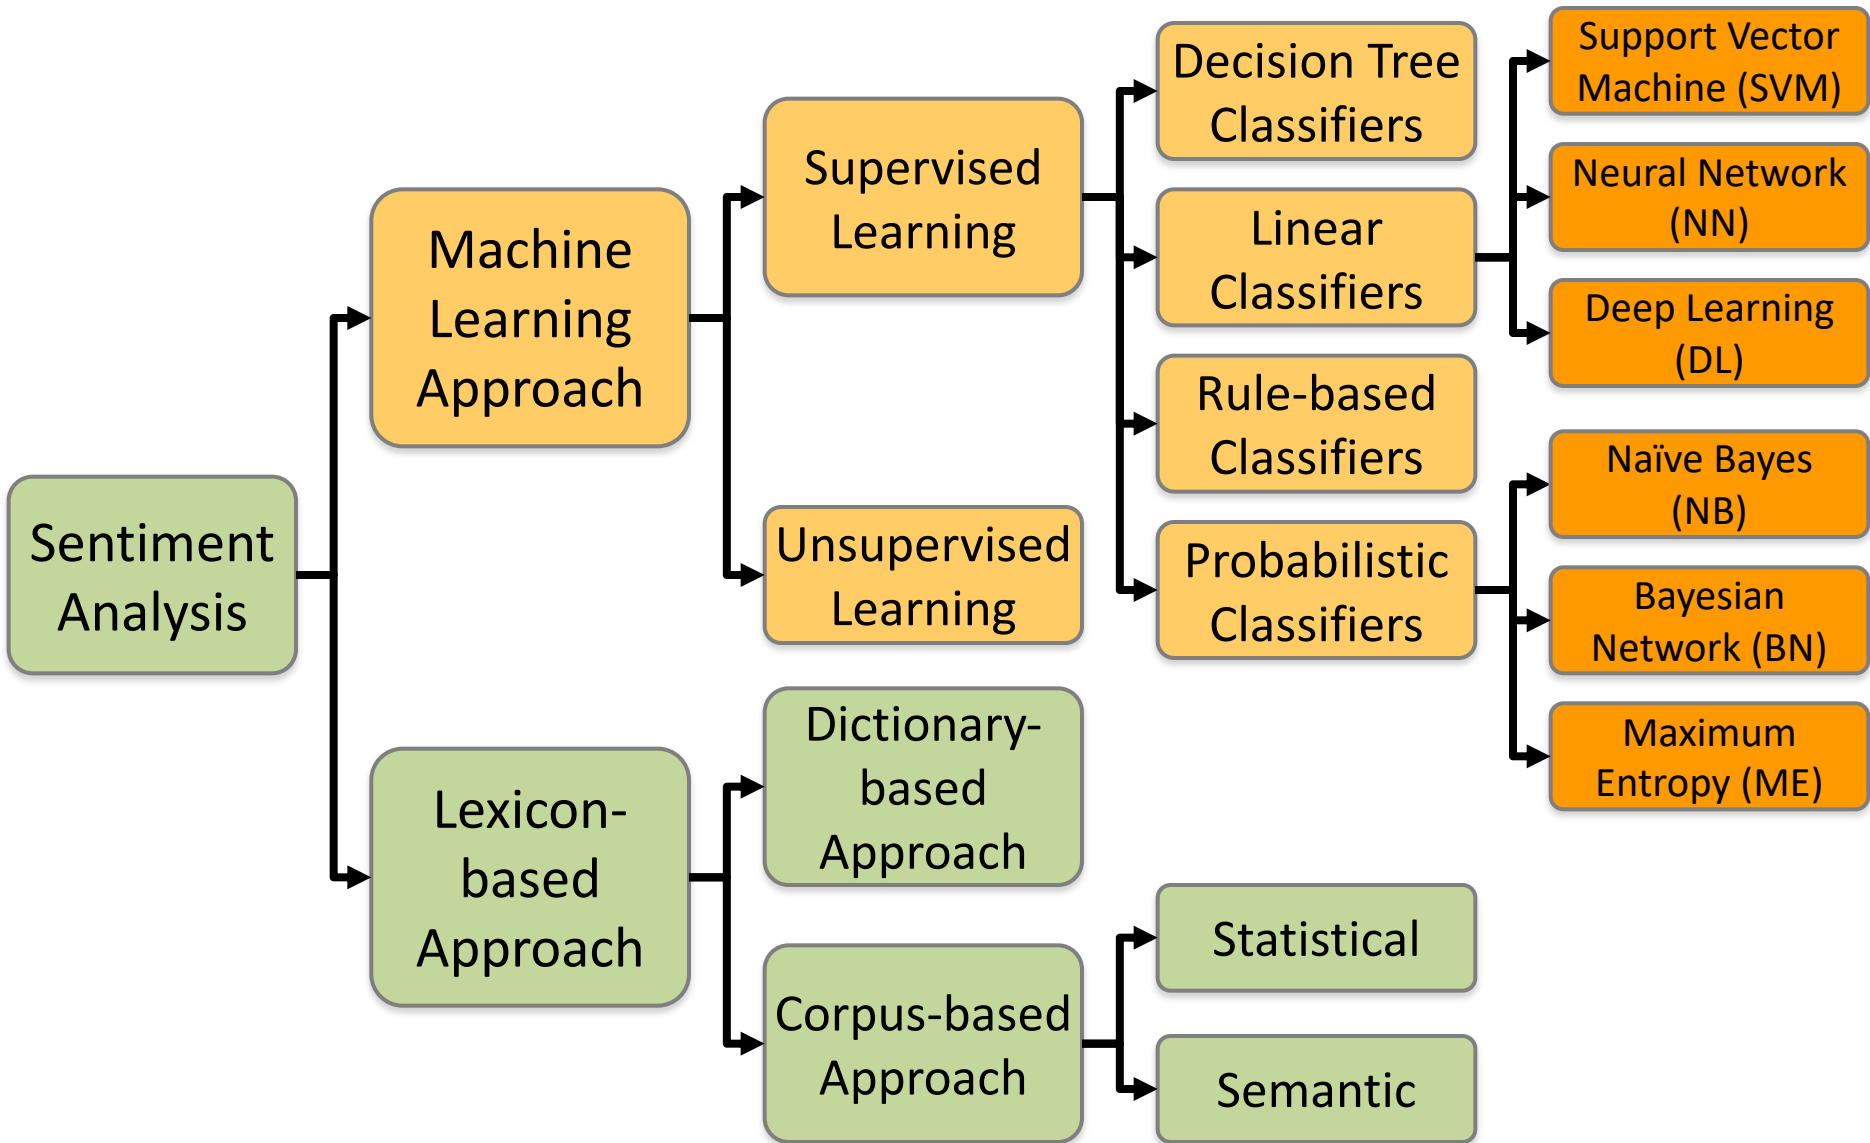 Sentiment
Analysis
Machine
Learning
Approach
Lexicon-
based
Approach
Supervised
Learning
Unsupervised
Learning
Dictionary-
based
Approach
Corpus-based
Approach
Decision Tree
Classifiers
Linear
Classifiers
Rule-based
Classifiers
Probabilistic
Classifiers
Statistical
Semantic
Support Vector
Machine (SVM)
Neural Network
(NN)
Deep Learning
(DL)
Naïve Bayes
(NB)
Bayesian
Network (BN)
Maximum
Entropy (ME)